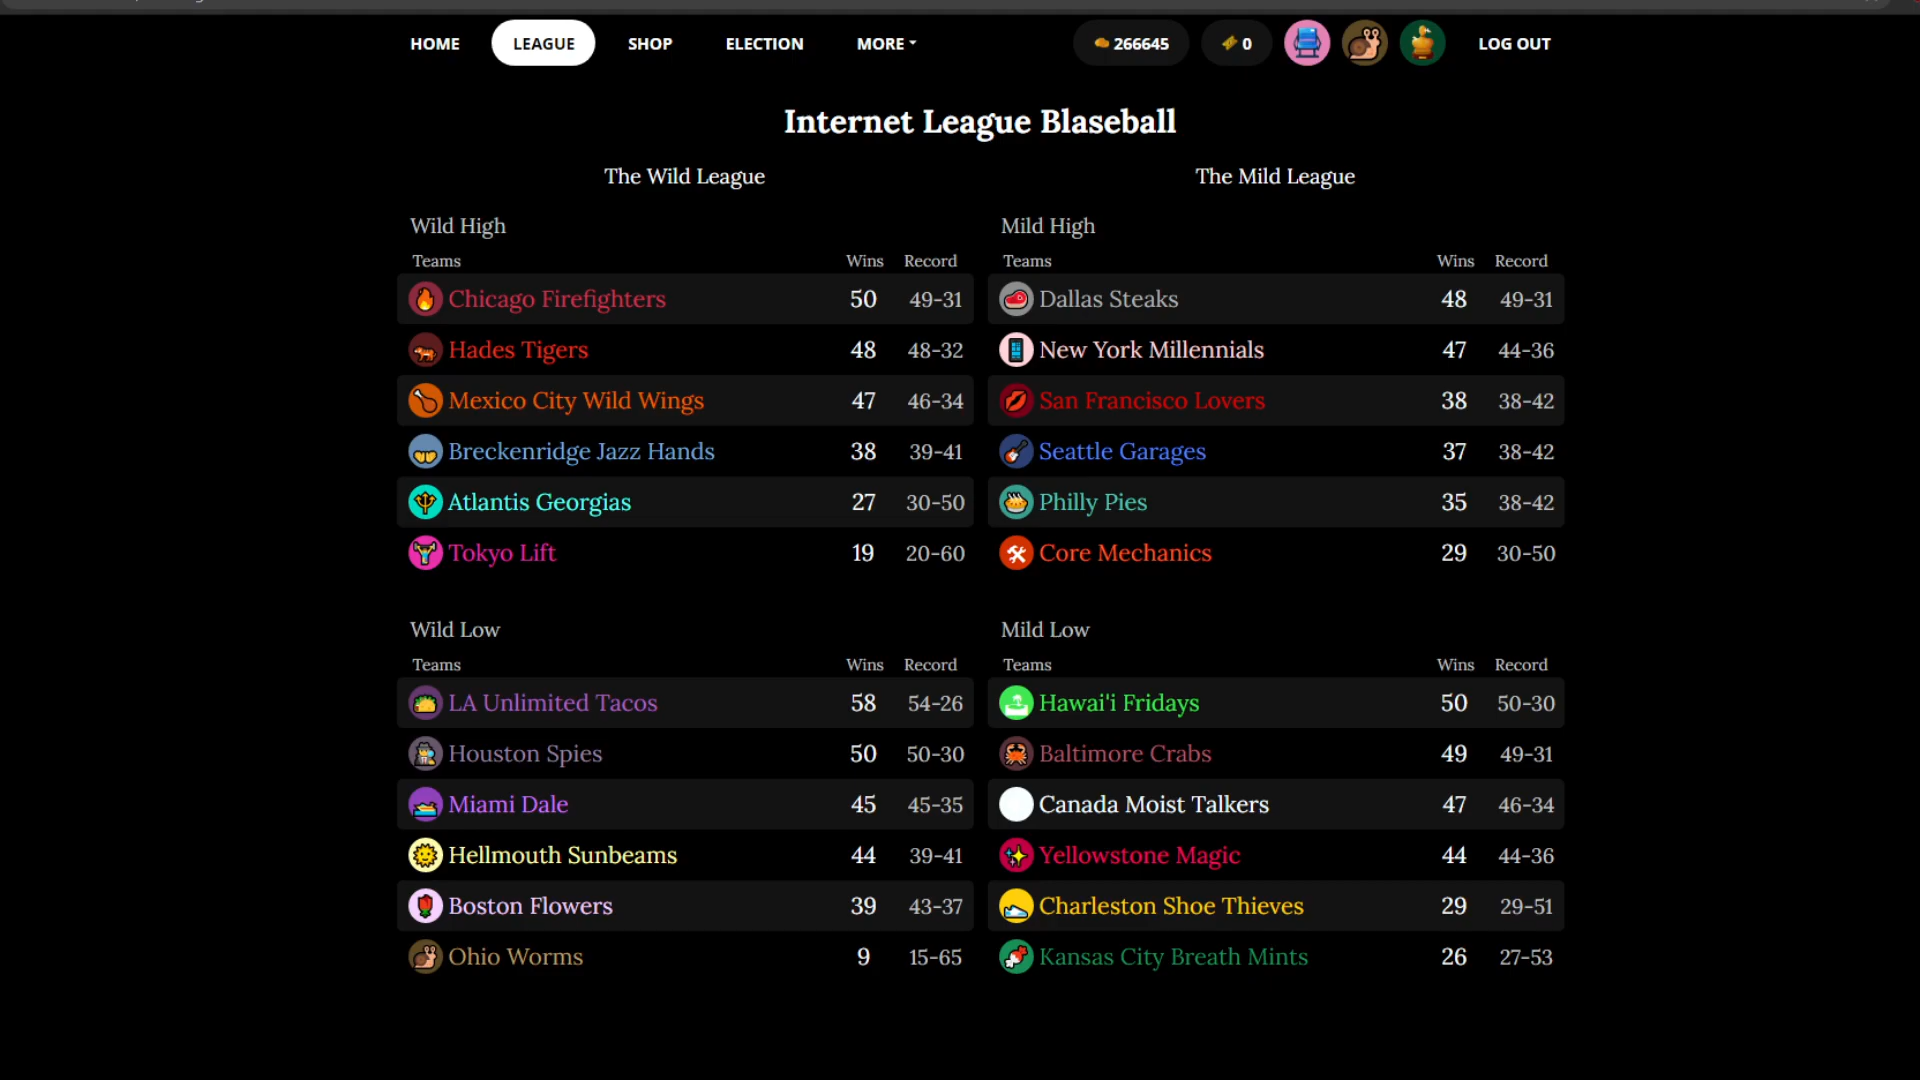 HOME LEAGUE SHOP ELECTION MORE 266645 0 LOG OUT
Internet League Blaseball
The Wild League
Wild High
Teams Wins Record
Chicago Firefighters 50 49-31
Hades Tigers 48 48-32
Mexico City Wild Wings 47 46-34
Breckenridge Jazz Hands 38 39-41
Atlantis Georgias 27 30-50
Tokyo Lift 19 20-60
Wild Low
Teams Wins Record
LA Unlimited Tacos 58 54-26
Houston Spies 50 50-30
Miami Dale 45 45-35
Hellmouth Sunbeams 44 39-41
Boston Flowers 39 43-37
Ohio Worms 9 15-65
The Mild League
Mild High
Teams Wins Record
Dallas Steaks 48 49-31
New York Millennials 47 44-36
San Francisco Lovers 38 38-42
Seattle Garages 37 38-42
Philly Pies 35 38-42
Core Mechanics 29 30-50
Mild Low
Teams Wins Record
Hawai'i Fridays 50 50-30
Baltimore Crabs 49 49-31
Canada Moist Talkers 47 46-34
Yellowstone Magic 44 44-36
Charleston Shoe Thieves 29 29-51
Kansas City Breath Mints 26 27-53